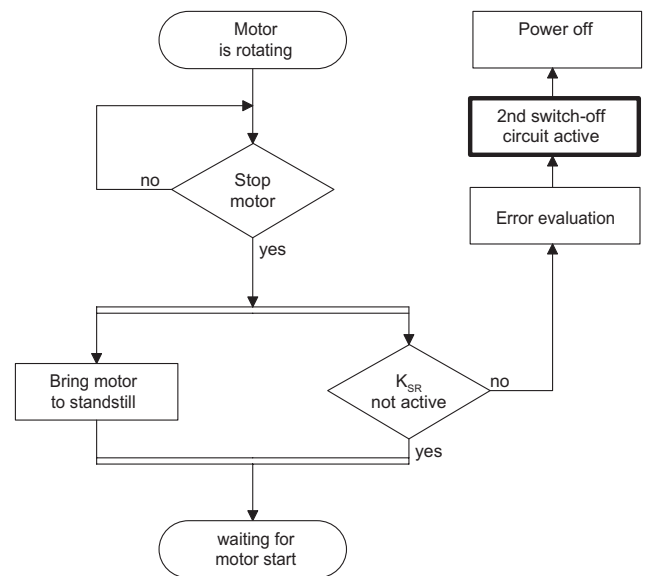 Motor
is rotating
Power off
2nd switch-off
circuit active
no
Stop
motor
Error evaluation
yes
Bring motor
to standstill
KSR
not active
no
yes
waiting for
motor start